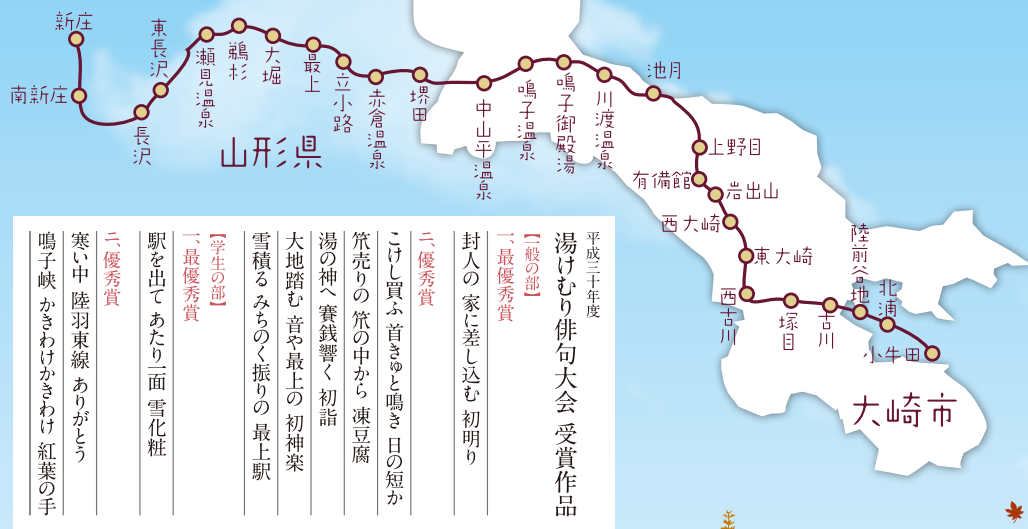 新庄
南新庄
長沢
東長沢
瀬見温泉
鵜杉
大堀
最上
立小路
赤倉温泉
堺田
中山平温泉
鳴子温泉
鳴子御殿湯
川渡温泉
池月
上野目
有備館
岩出山
西大崎
東大崎
西古川
塚目
古川
陸前谷地
北浦
小牛田
山形県
大崎市
平成三十年度
湯けむり俳句大会 受賞作品
【一般の部】
一、最優秀賞
封人の 家に差し込む 初明り
二、優秀賞
こけし買ふ 首きゅと鳴き 日の短か
笊売りの 笊の中から 凍豆腐
湯の神へ 賽銭響く 初詣
大地踏む 音や最上の 初神楽
雪積る みちのく振りの 最上駅
【学生の部】
一、最優秀賞
駅を出て あたり一面 雪化粧
二、優秀賞
寒い中 陸羽東線 ありがとう
鳴子峡 かきわけかきわけ 紅葉の手